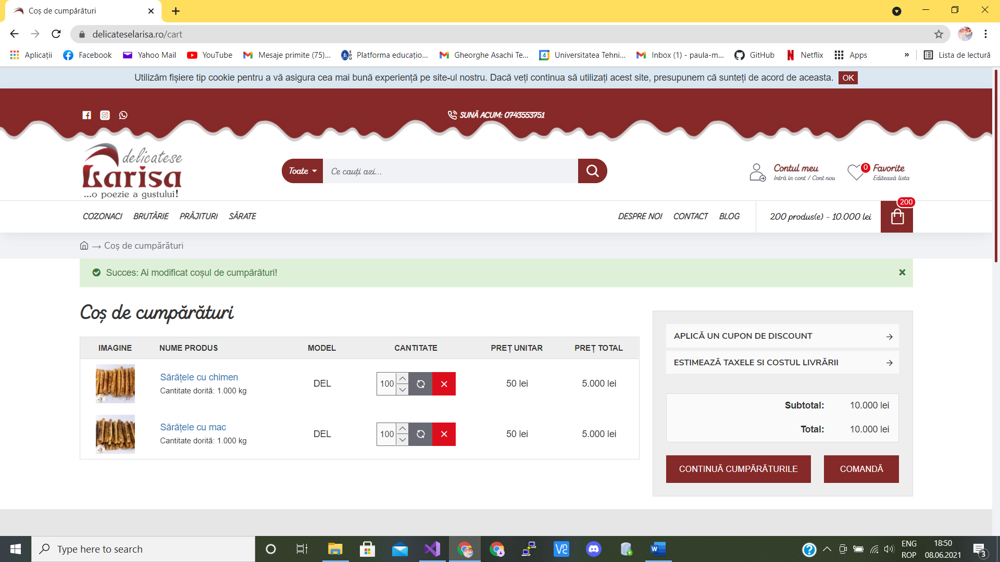 Coș de cumpărături
delicateselarisa.ro/cart
Aplicații Facebook Yahoo Mail YouTube Mesaje primite (75)... Platforma educațio... Gheorghe Asachi Te... Universitatea Tehni... Inbox (1) - paula-m... GitHub Netflix Apps » Lista de lectură
Utilizăm fișiere tip cookie pentru a vă asigura cea mai bună experiență pe site-ul nostru. Dacă veți continua să utilizați acest site, presupunem că sunteți de acord de aceasta. OK
SUNĂ ACUM: 0743553751
delicatese
Larisa
...o poezie a gustului!
Toate Ce cauți azi...
Contul meu
Intră în cont / Cont nou
0 Favorite
Editează lista
COZONACI BRUTĂRIE PRĂJITURI SĂRATE DESPRE NOI CONTACT BLOG 200 produs(e) - 10.000 lei 200
→ Coș de cumpărături
Succes: Ai modificat coșul de cumpărături!
Coș de cumpărături
IMAGINE NUME PRODUS MODEL CANTITATE PREȚ UNITAR PREȚ TOTAL
Sărățele cu chimen
Cantitate dorită: 1.000 kg
DEL 100 50 lei 5.000 lei
Sărățele cu mac
Cantitate dorită: 1.000 kg
DEL 100 50 lei 5.000 lei
APLICĂ UN CUPON DE DISCOUNT
ESTIMEAZĂ TAXELE SI COSTUL LIVRĂRII
Subtotal: 10.000 lei
Total: 10.000 lei
CONTINUĂ CUMPĂRĂTURILE COMANDĂ
Type here to search
ENG
ROP
18:50
08.06.2021
3